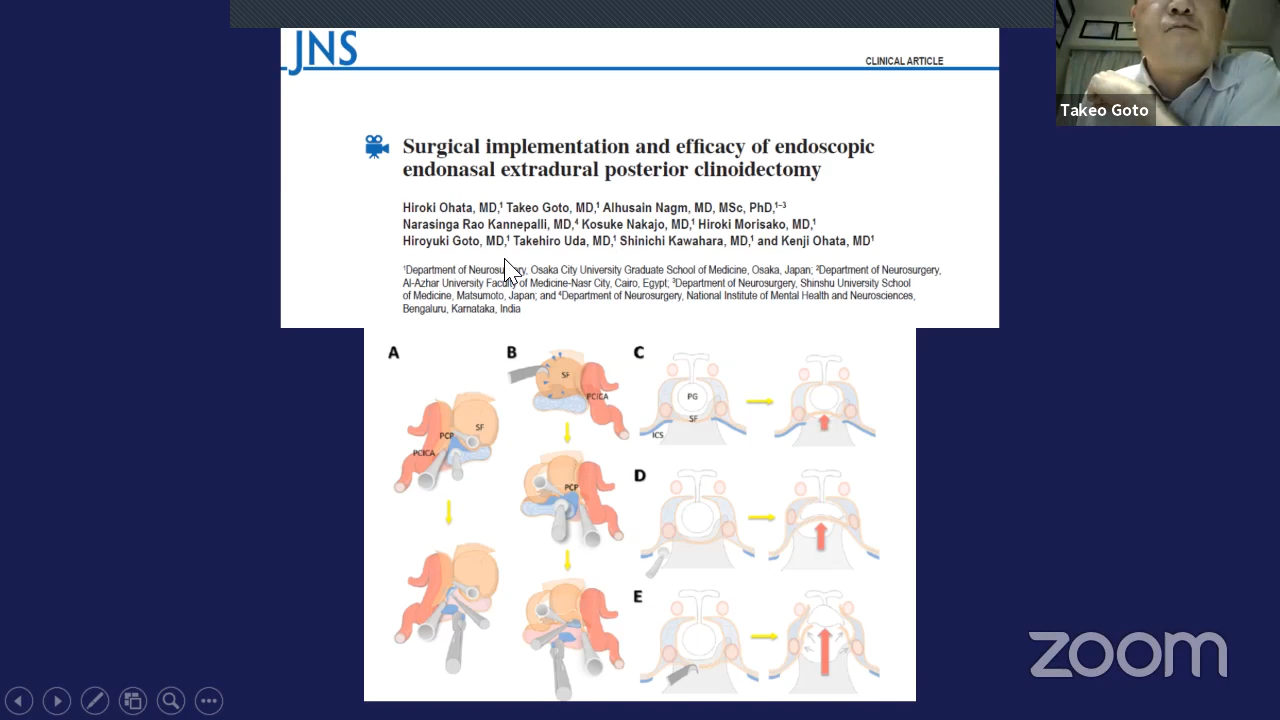 JNS
CLINICAL ARTICLE
Takeo Goto
Surgical implementation and efficacy of endoscopic
endonasal extradural posterior clinoidectomy
Hiroki Ohata, MD,¹ Takeo Goto, MD,¹ Alhusain Nagm, MD, MSc, PhD,¹⁻³
Narasinga Rao Kannepalli, MD,⁴ Kosuke Nakajo, MD,¹ Hiroki Morisako, MD,¹
Hiroyuki Goto, MD,¹ Takehiro Uda, MD,¹ Shinichi Kawahara, MD,¹ and Kenji Ohata, MD¹
¹Department of Neurosurgery, Osaka City University Graduate School of Medicine, Osaka, Japan; ²Department of Neurosurgery,
Al-Azhar University Faculty of Medicine-Nasr City, Cairo, Egypt; ³Department of Neurosurgery, Shinshu University School
of Medicine, Matsumoto, Japan; and ⁴Department of Neurosurgery, National Institute of Mental Health and Neurosciences,
Bengaluru, Karnataka, India
A
SF
PCP
PCICA
B
SF
PCICA
PCP
C
PG
SF
ICS
D
E
zoom